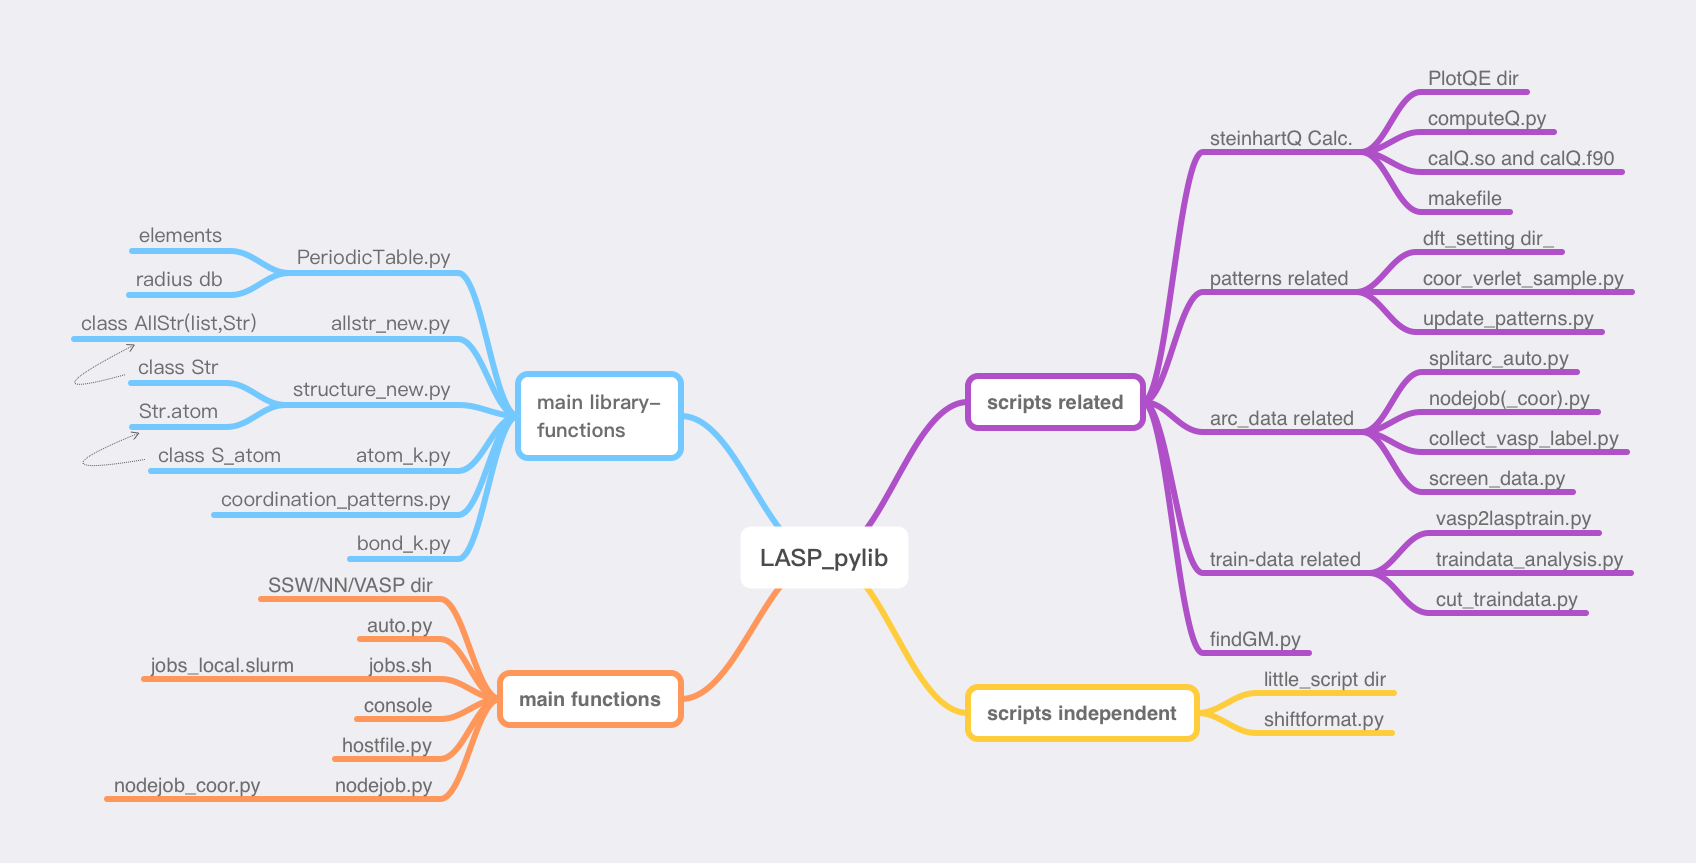 LASP_pylib
main library–
functions
PeriodicTable.py
elements
radius db
allstr_new.py
class AllStr(list,Str)
structure_new.py
class Str
Str.atom
atom_k.py
class S_atom
coordination_patterns.py
bond_k.py
main functions
SSW/NN/VASP dir
auto.py
jobs.sh
jobs_local.slurm
console
hostfile.py
nodejob.py
nodejob_coor.py
scripts related
steinhartQ Calc.
PlotQE dir
computeQ.py
calQ.so and calQ.f90
makefile
patterns related
dft_setting dir_
coor_verlet_sample.py
update_patterns.py
arc_data related
splitarc_auto.py
nodejob(_coor).py
collect_vasp_label.py
screen_data.py
train-data related
vasp2lasptrain.py
traindata_analysis.py
cut_traindata.py
findGM.py
scripts independent
little_script dir
shiftformat.py